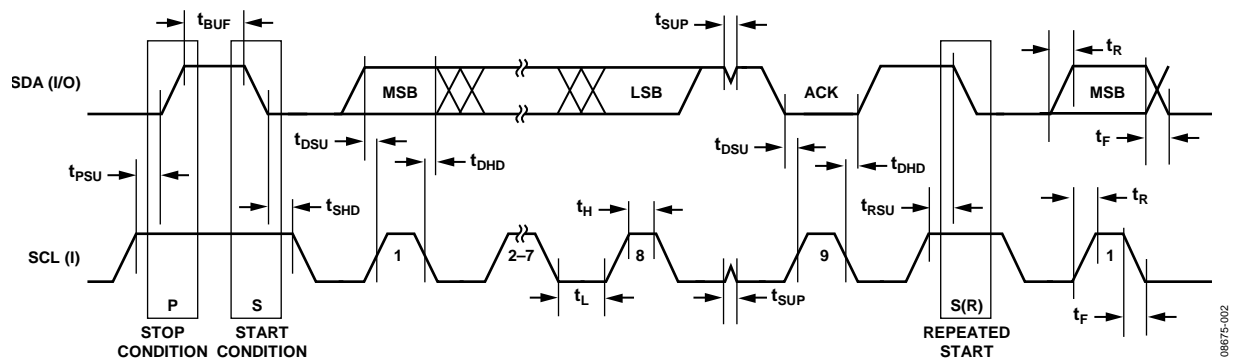 tBUF
tSUP
tR
SDA (I/O)
MSB
LSB
ACK
MSB
tDSU
tDSU
tF
tPSU
tDHD
tDHD
tSHD
tH
tRSU
tR
SCL (I)
1
2–7
8
9
1
P
S
tL
tSUP
S(R)
tF
STOP
CONDITION
START
CONDITION
REPEATED
START
08675-002